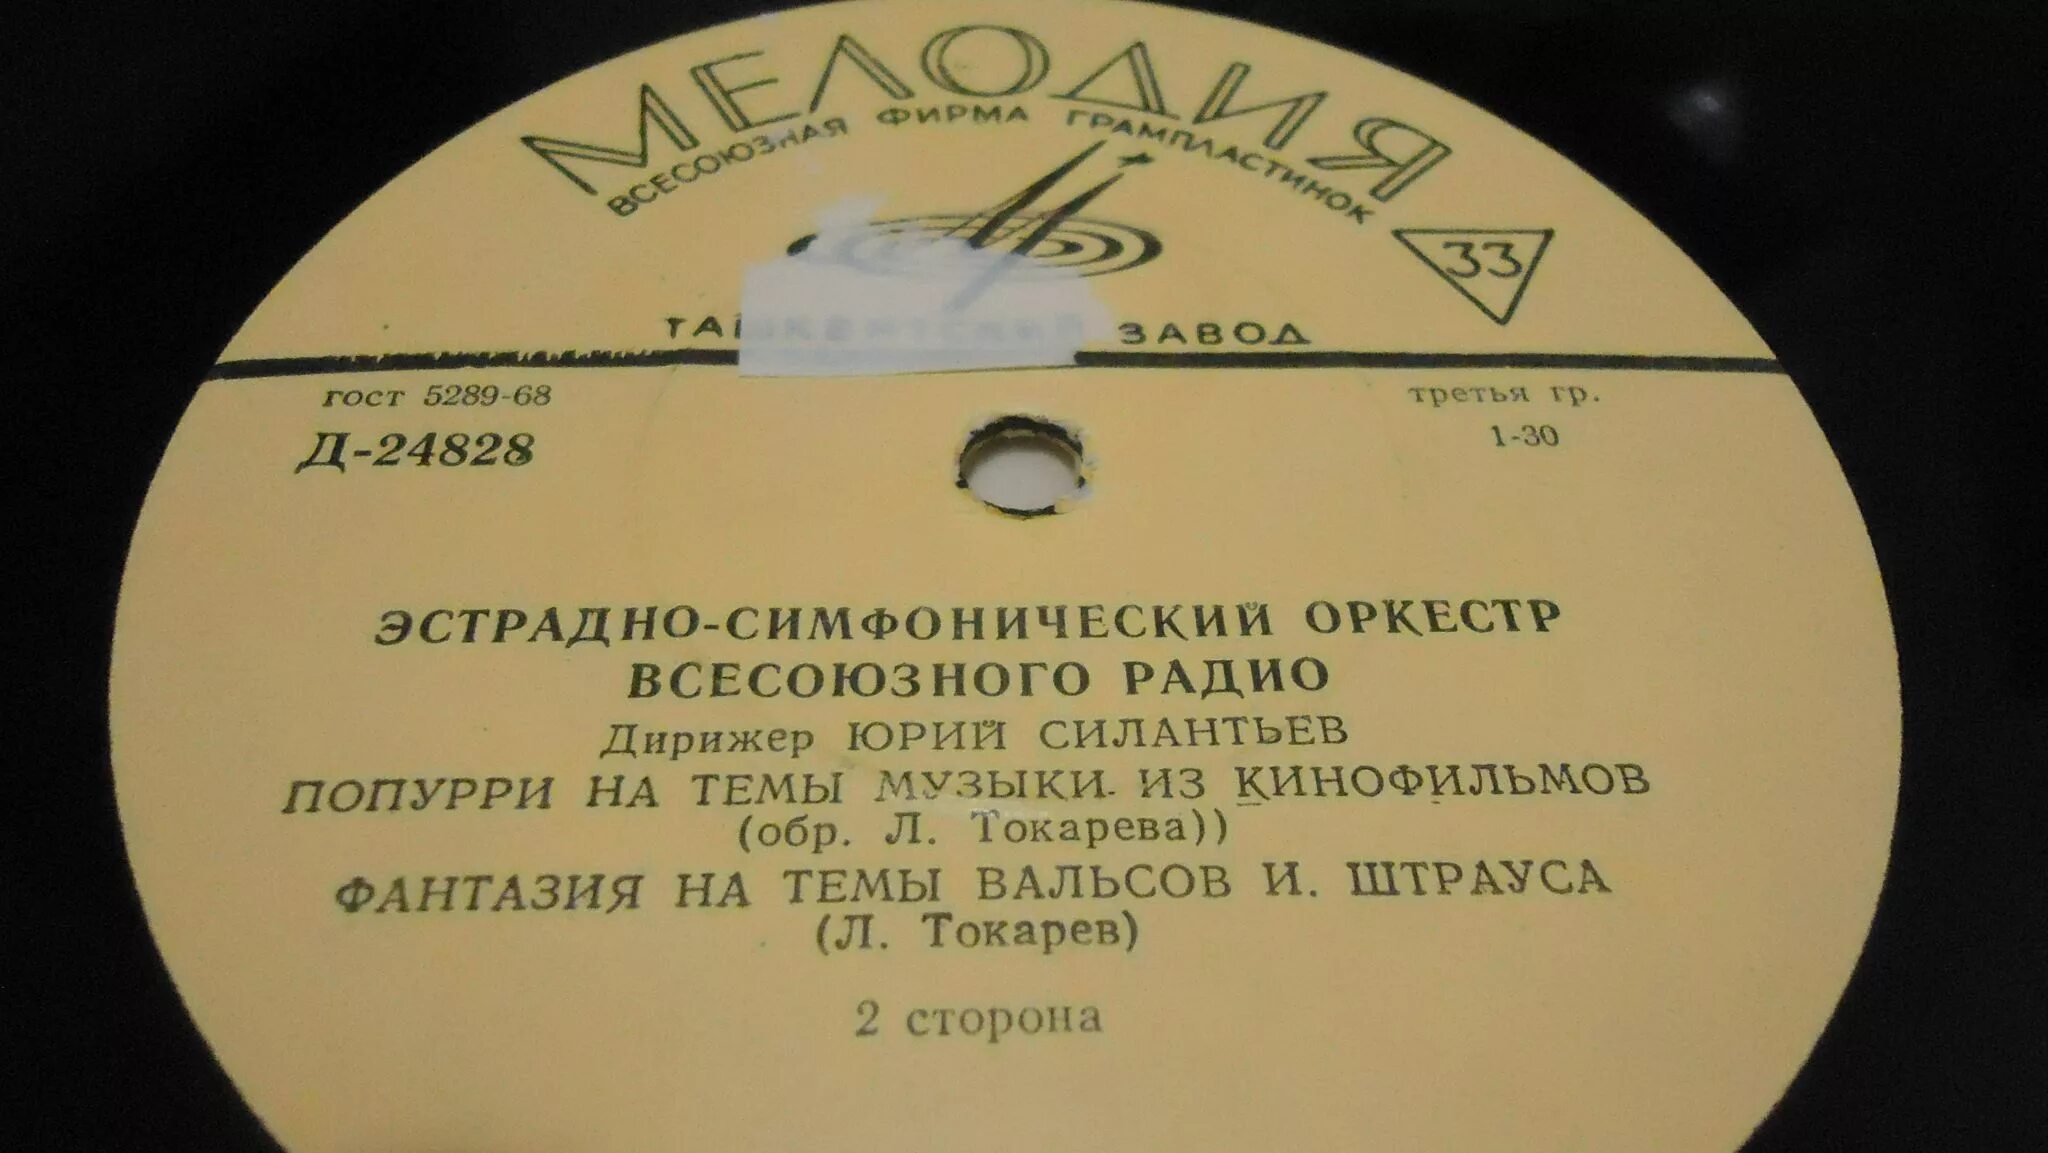 МЕЛОДИЯ
ВСЕСОЮЗНАЯ ФИРМА ГРАМПЛАСТИНОК
33
ТАШКЕНТСКИЙ ЗАВОД
гост 5289-68
третья гр.
Д-24828
1-30
ЭСТРАДНО-СИМФОНИЧЕСКИЙ ОРКЕСТР
ВСЕСОЮЗНОГО РАДИО
Дирижер ЮРИЙ СИЛАНТЬЕВ
ПОПУРРИ НА ТЕМЫ МУЗЫКИ ИЗ КИНОФИЛЬМОВ
(обр. Л. Токарева))
ФАНТАЗИЯ НА ТЕМЫ ВАЛЬСОВ И. ШТРАУСА
(Л. Токарев)
2 сторона